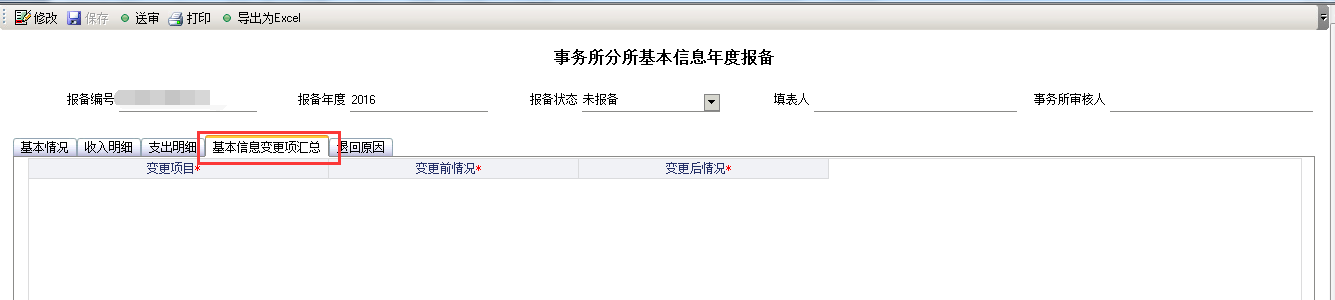 修改 保存 送审 打印 导出为Excel
事务所分所基本信息年度报备
报备编号 报备年度 2016 报备状态 未报备 填表人 事务所审核人
基本情况 收入明细 支出明细 基本信息变更项汇总 退回原因
变更项目* 变更前情况* 变更后情况*